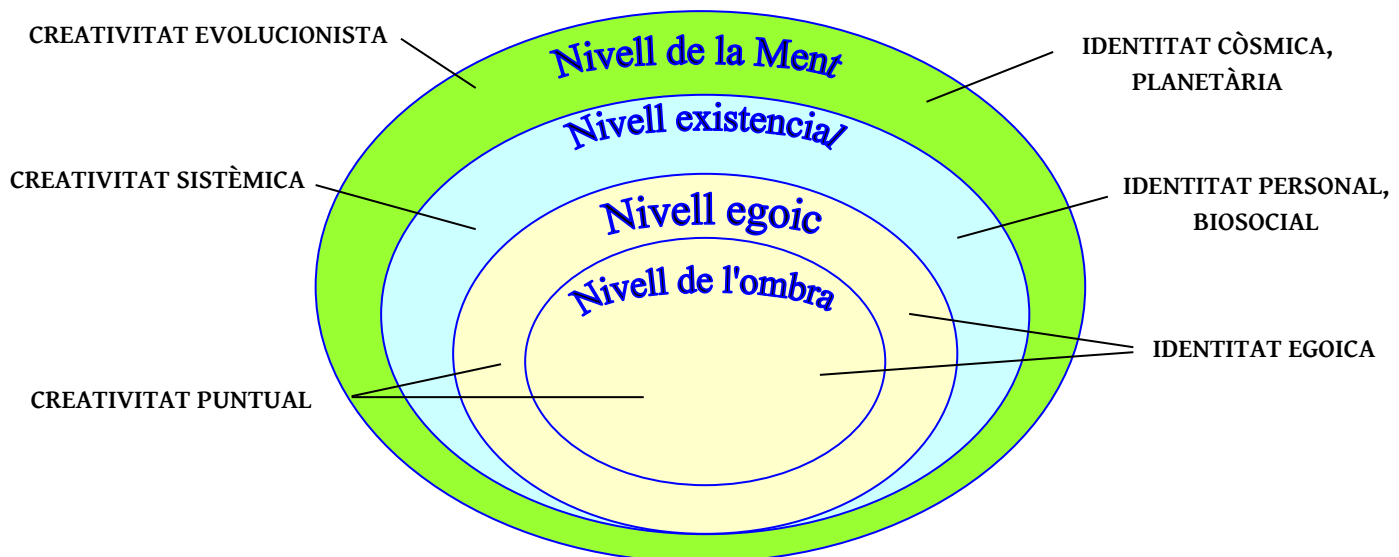 CREATIVITAT EVOLUCIONISTA
Nivell de la Ment
IDENTITAT CÒSMICA,
PLANETÀRIA
Nivell existencial
CREATIVITAT SISTÈMICA
IDENTITAT PERSONAL,
BIOSOCIAL
Nivell egoic
Nivell de l'ombra
IDENTITAT EGOICA
CREATIVITAT PUNTUAL